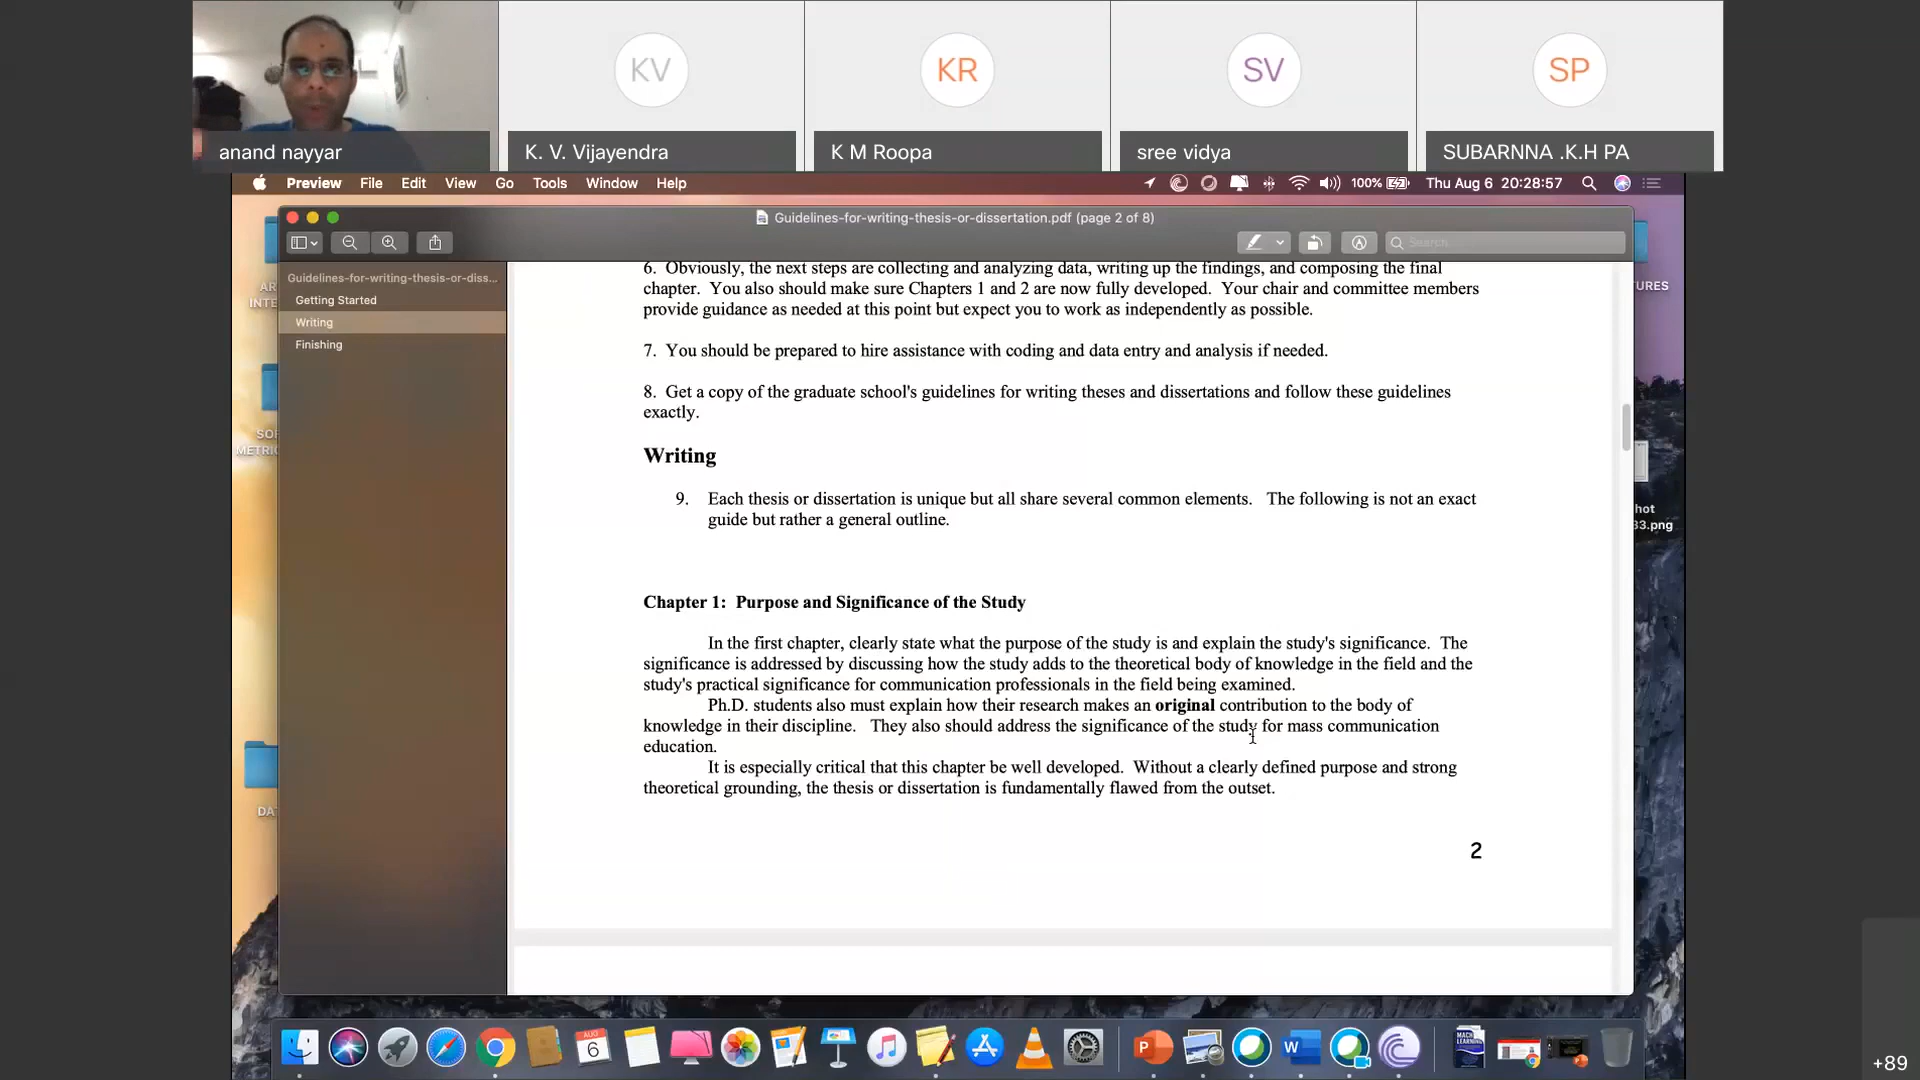 KV
KR
SV
SP
anand nayyar
K. V. Vijayendra
K M Roopa
sree vidya
SUBARNNA .K.H PA
Preview File Edit View Go Tools Window Help
100%
Thu Aug 6 20:28:57
Guidelines-for-writing-thesis-or-dissertation.pdf (page 2 of 8)
Search
Guidelines-for-writing-thesis-or-diss...
Getting Started
Writing
Finishing
6. Obviously, the next steps are collecting and analyzing data, writing up the findings, and composing the final
chapter. You also should make sure Chapters 1 and 2 are now fully developed. Your chair and committee members
provide guidance as needed at this point but expect you to work as independently as possible.
7. You should be prepared to hire assistance with coding and data entry and analysis if needed.
8. Get a copy of the graduate school's guidelines for writing theses and dissertations and follow these guidelines
exactly.
Writing
9. Each thesis or dissertation is unique but all share several common elements. The following is not an exact
guide but rather a general outline.
Chapter 1: Purpose and Significance of the Study
In the first chapter, clearly state what the purpose of the study is and explain the study's significance. The
significance is addressed by discussing how the study adds to the theoretical body of knowledge in the field and the
study's practical significance for communication professionals in the field being examined.
Ph.D. students also must explain how their research makes an original contribution to the body of
knowledge in their discipline. They also should address the significance of the study for mass communication
education.
It is especially critical that this chapter be well developed. Without a clearly defined purpose and strong
theoretical grounding, the thesis or dissertation is fundamentally flawed from the outset.
2
AR
INTE
SOF
METRIC
DA
URES
hot
33.png
AUG
6
W
P
+89